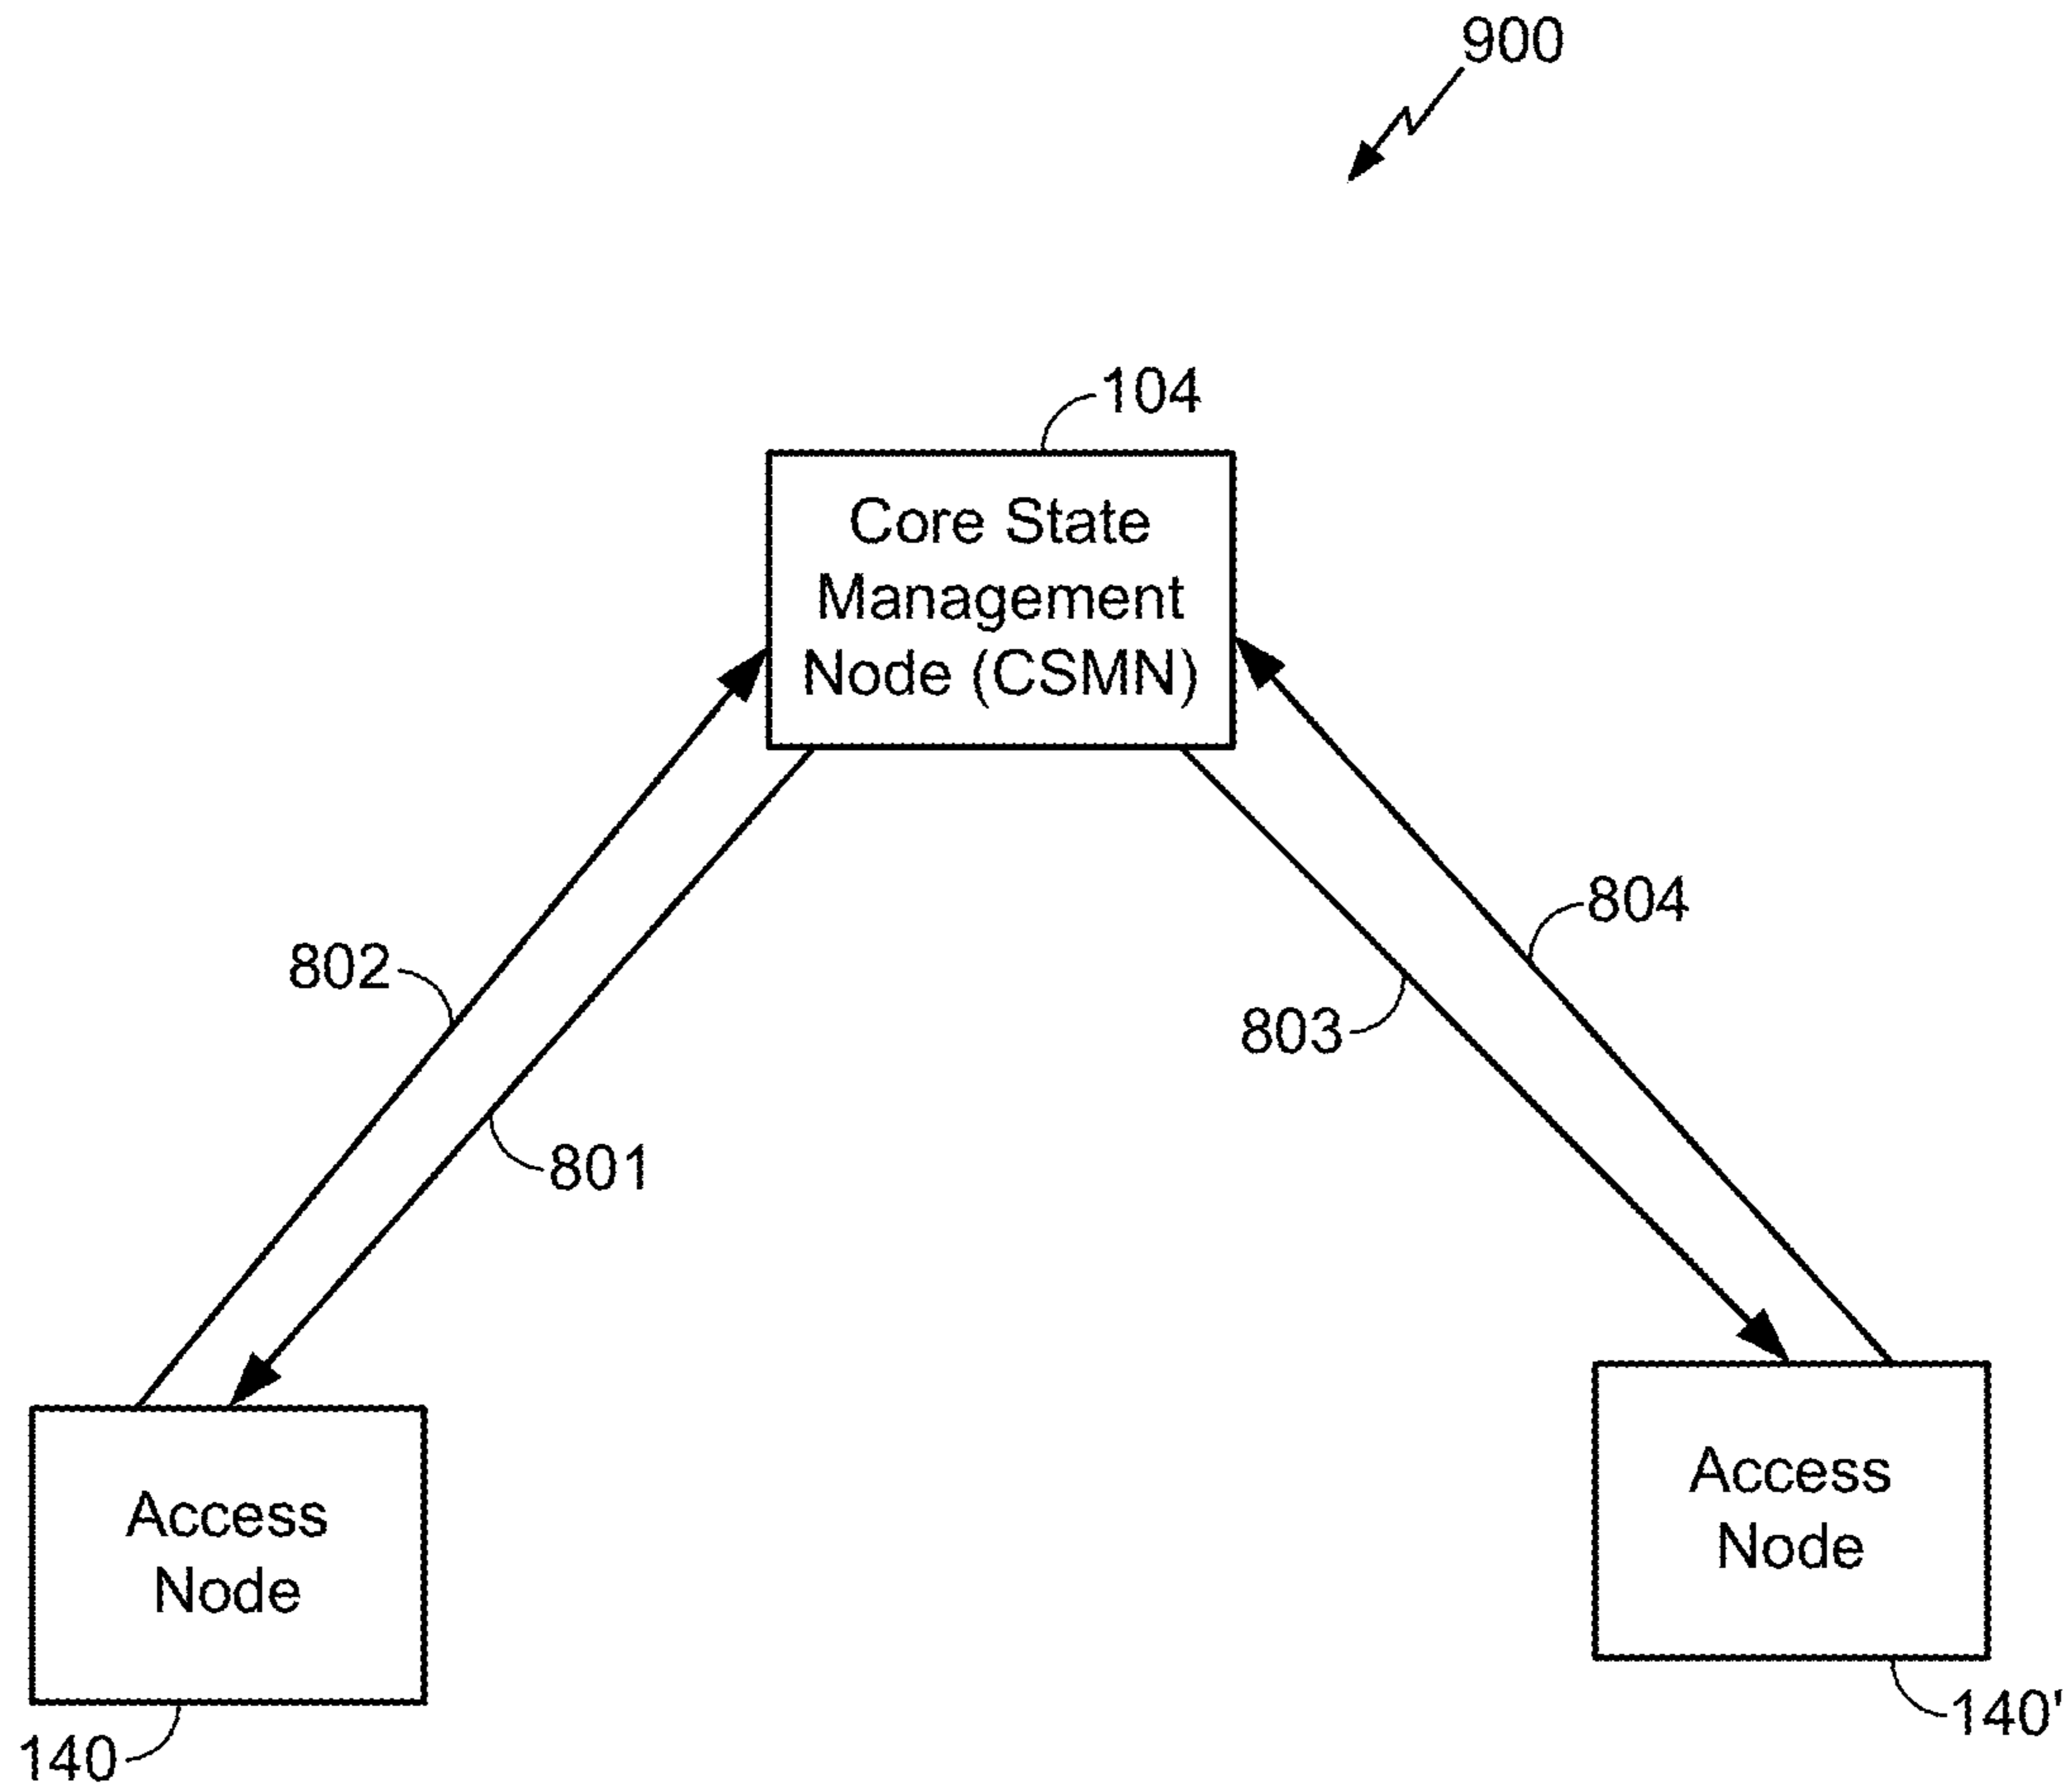 900
104
Core State
Management
Node (CSMN)
804
802
803
801
Access
Node
Access
Node
140'
140